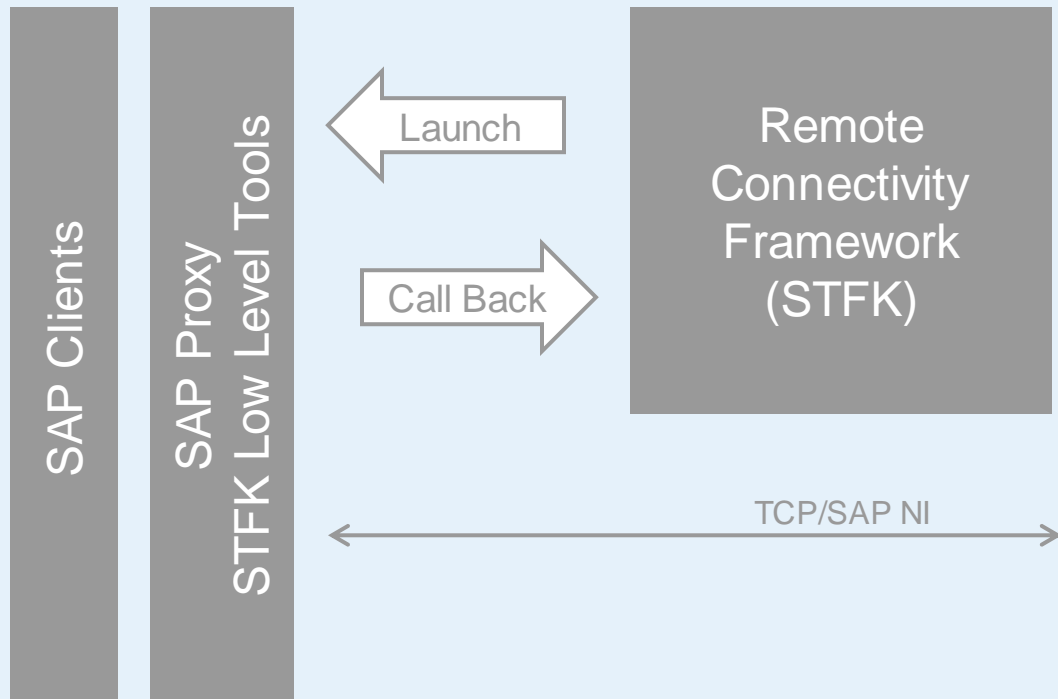 SAP Clients
SAP Proxy
STFK Low Level Tools
Launch
Call Back
Remote
Connectivity
Framework
(STFK)
TCP/SAP NI